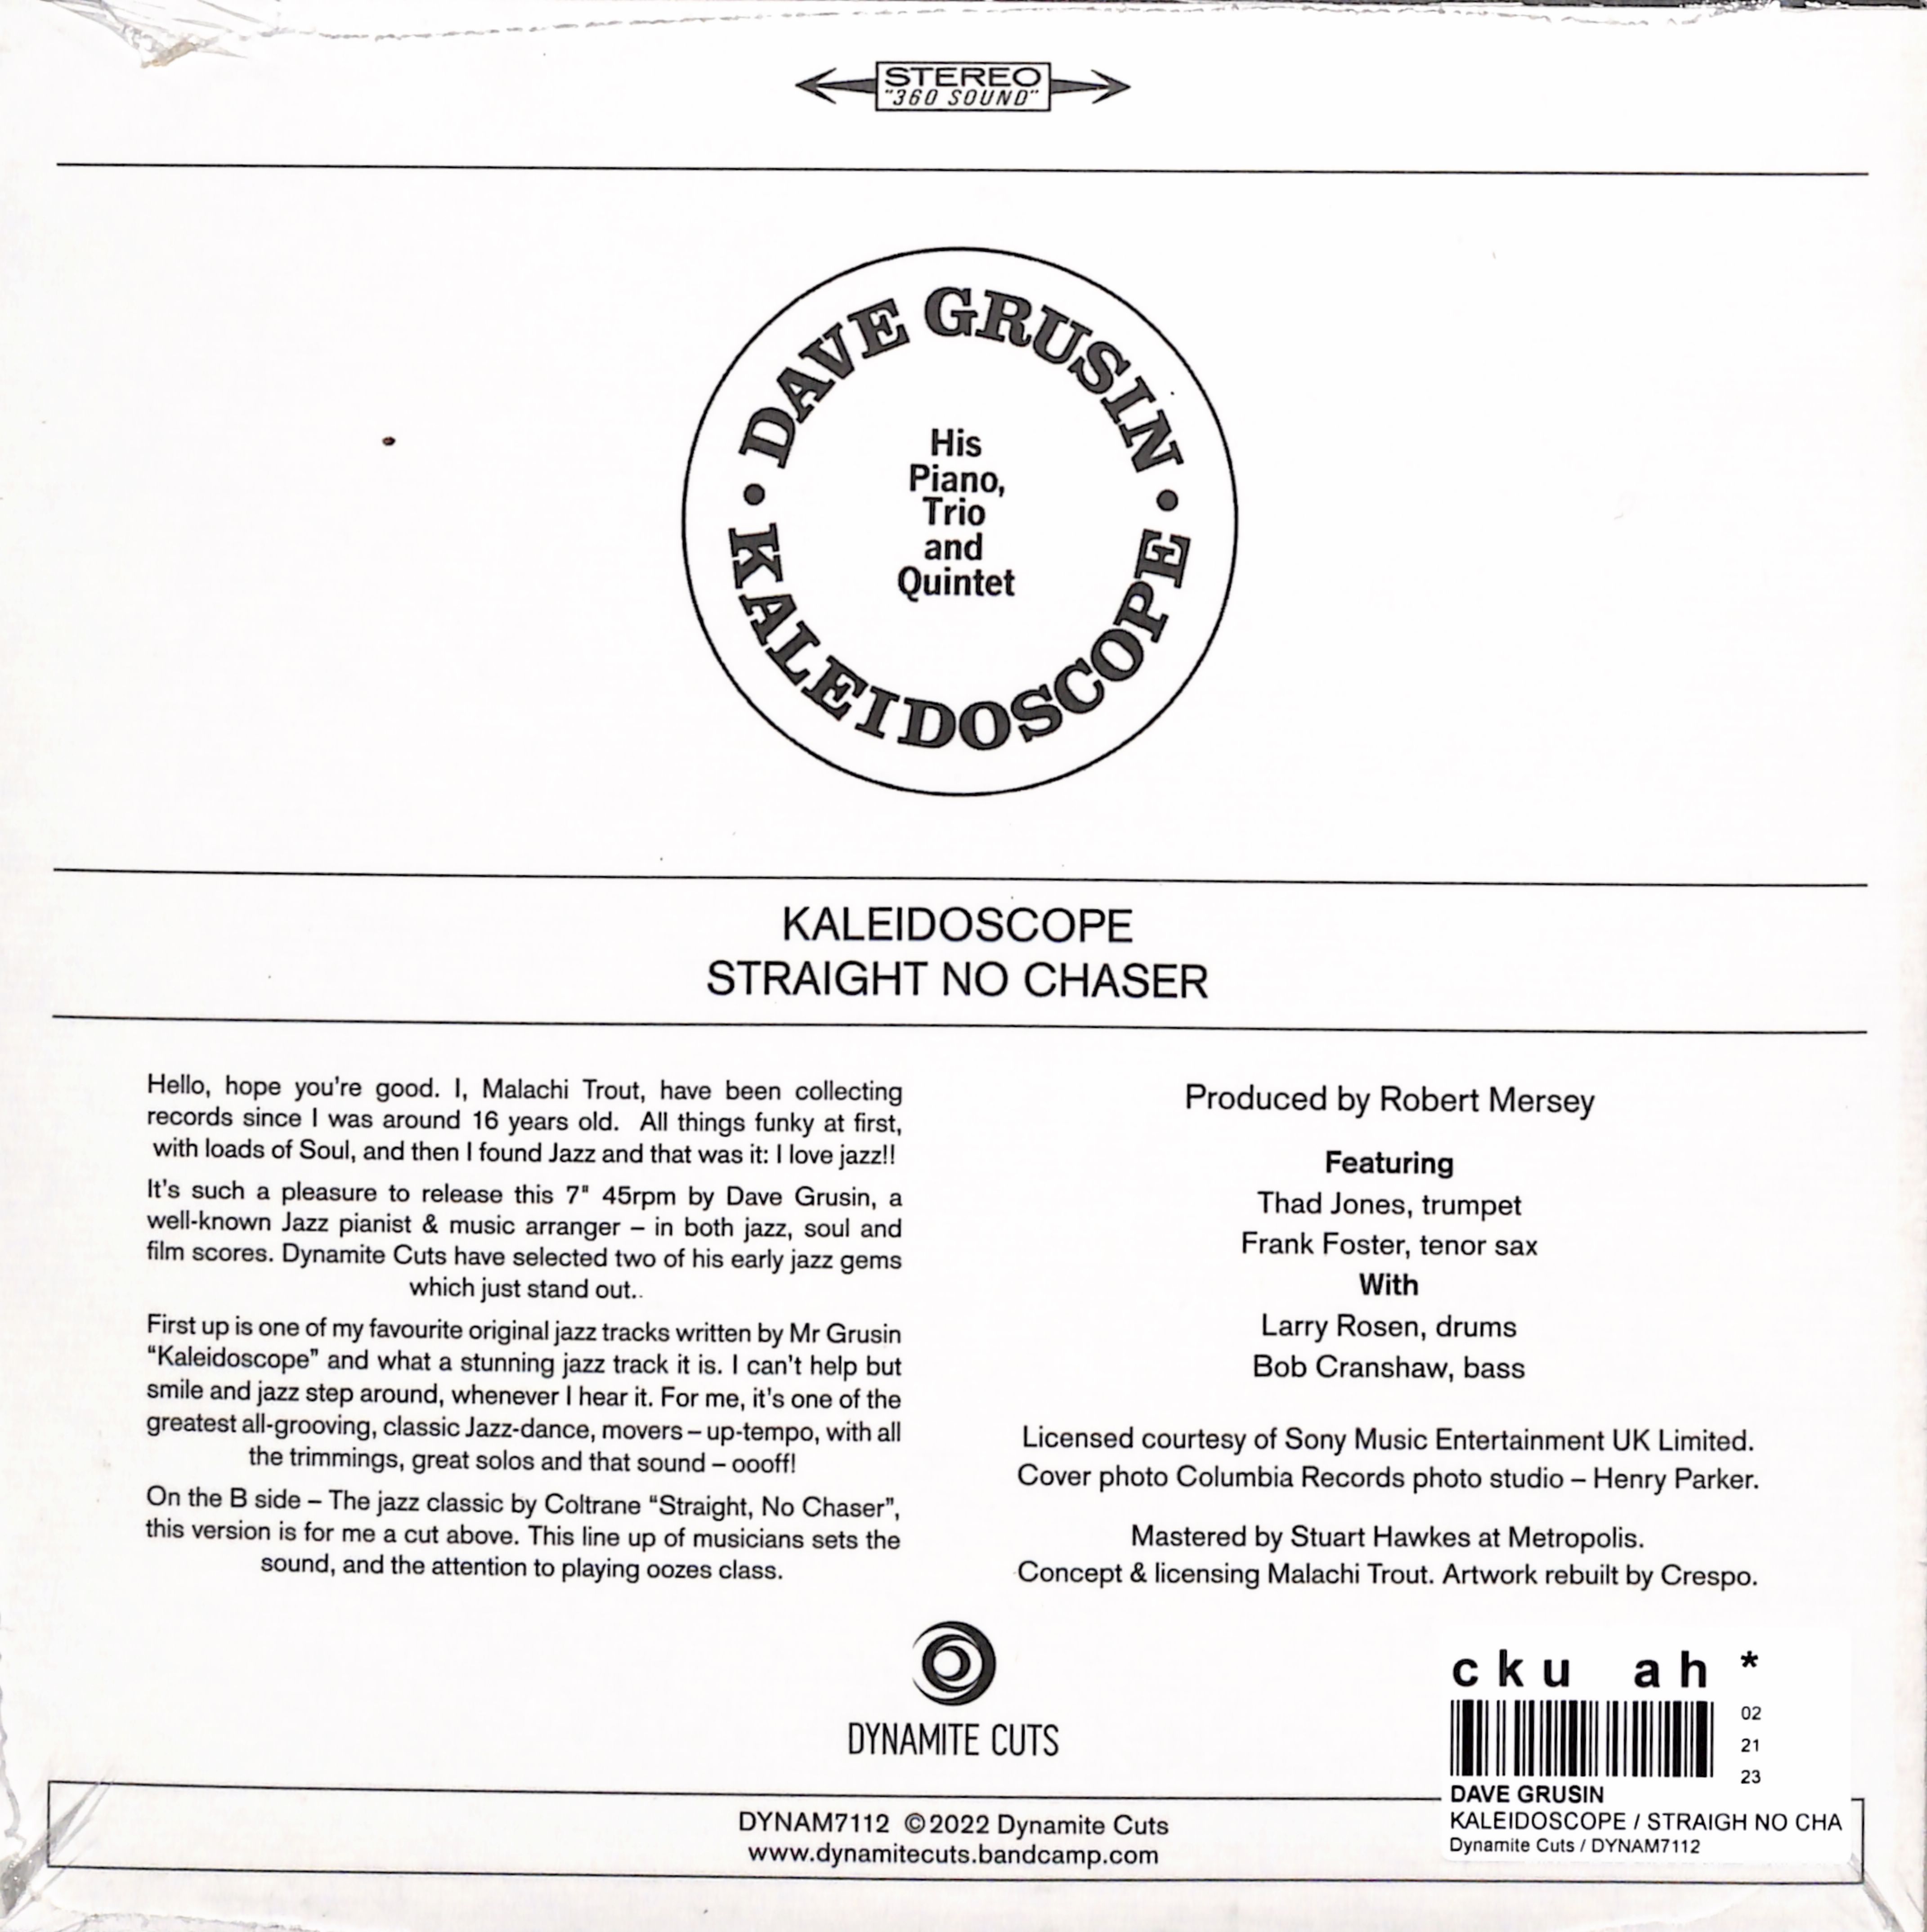 STEREO
"360 SOUND"
• DAVE GRUSIN •
KALEIDOSCOPE
His
Piano,
Trio
and
Quintet
KALEIDOSCOPE
STRAIGHT NO CHASER
Hello, hope you're good. I, Malachi Trout, have been collecting
records since I was around 16 years old. All things funky at first,
with loads of Soul, and then I found Jazz and that was it: I love jazz!!
It's such a pleasure to release this 7" 45rpm by Dave Grusin, a
well-known Jazz pianist & music arranger – in both jazz, soul and
film scores. Dynamite Cuts have selected two of his early jazz gems
which just stand out..
First up is one of my favourite original jazz tracks written by Mr Grusin
“Kaleidoscope” and what a stunning jazz track it is. I can't help but
smile and jazz step around, whenever I hear it. For me, it's one of the
greatest all-grooving, classic Jazz-dance, movers – up-tempo, with all
the trimmings, great solos and that sound – oooff!
On the B side – The jazz classic by Coltrane “Straight, No Chaser”,
this version is for me a cut above. This line up of musicians sets the
sound, and the attention to playing oozes class.
Produced by Robert Mersey
Featuring
Thad Jones, trumpet
Frank Foster, tenor sax
With
Larry Rosen, drums
Bob Cranshaw, bass
Licensed courtesy of Sony Music Entertainment UK Limited.
Cover photo Columbia Records photo studio – Henry Parker.
Mastered by Stuart Hawkes at Metropolis.
Concept & licensing Malachi Trout. Artwork rebuilt by Crespo.
DYNAMITE CUTS
DYNAM7112 ©2022 Dynamite Cuts
www.dynamitecuts.bandcamp.com
cku ah *
02
21
23
DAVE GRUSIN
KALEIDOSCOPE / STRAIGH NO CHA
Dynamite Cuts / DYNAM7112